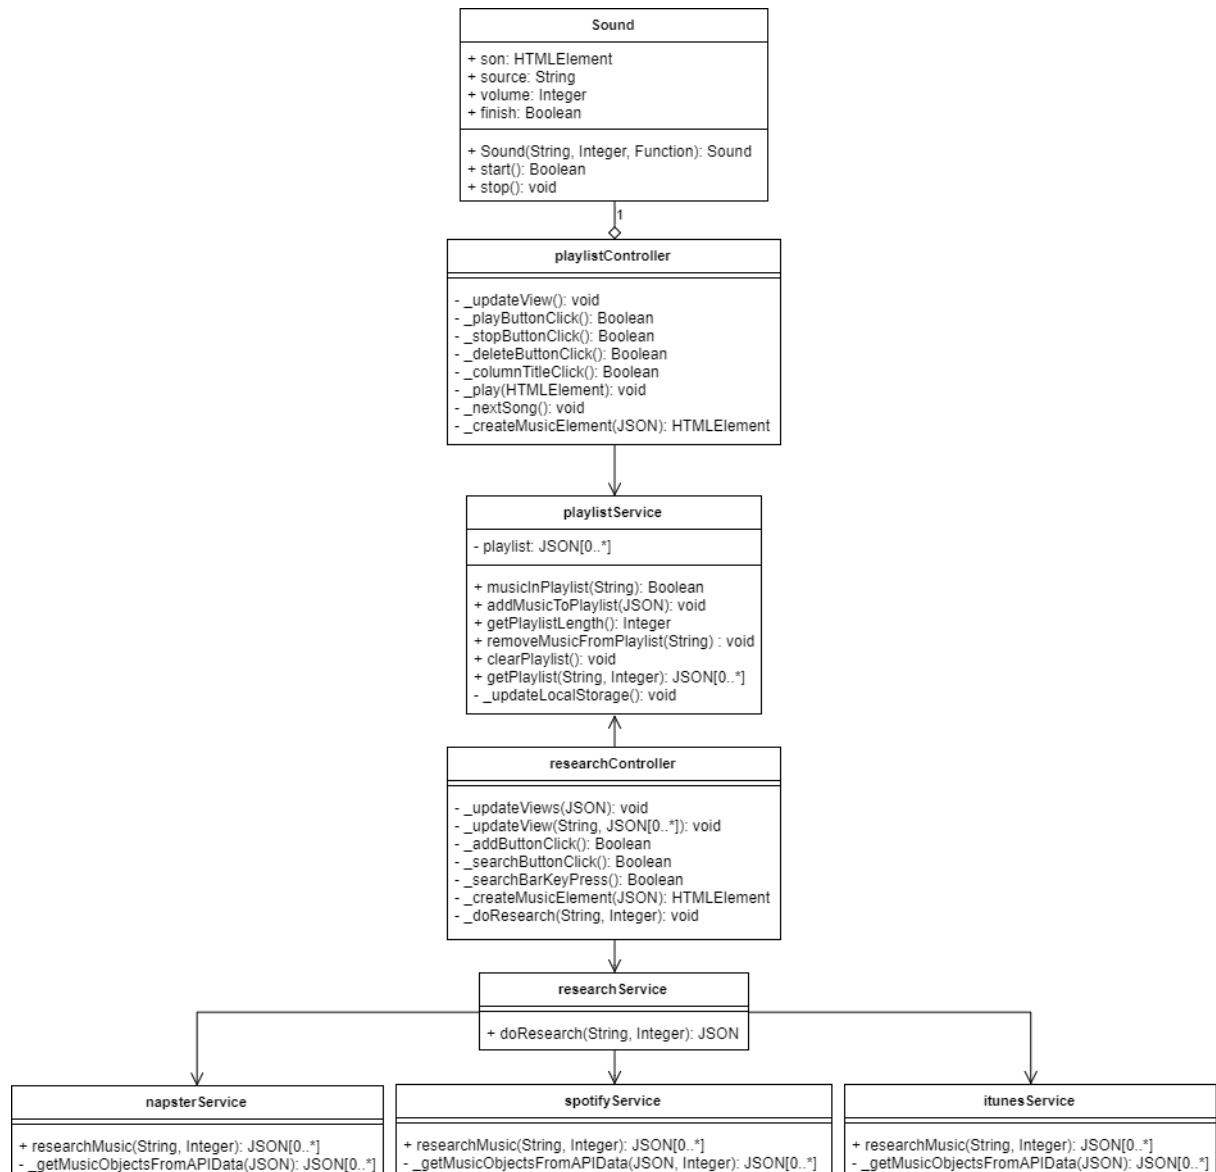 Sound
+ son: HTMLElement
+ source: String
+ volume: Integer
+ finish: Boolean
+ Sound(String, Integer, Function): Sound
+ start(): Boolean
+ stop(): void
1
playlistController
- _updateView(): void
- _playButtonClick(): Boolean
- _stopButtonClick(): Boolean
- _deleteButtonClick(): Boolean
- _columnTitleClick(): Boolean
- _play(HTMLElement): void
- _nextSong(): void
- _createMusicElement(JSON): HTMLElement
playlistService
- playlist: JSON[0..*]
+ musicInPlaylist(String): Boolean
+ addMusicToPlaylist(JSON): void
+ getPlaylistLength(): Integer
+ removeMusicFromPlaylist(String) : void
+ clearPlaylist(): void
+ getPlaylist(String, Integer): JSON[0..*]
- _updateLocalStorage(): void
researchController
- _updateViews(JSON): void
- _updateView(String, JSON[0..*]): void
- _addButtonClick(): Boolean
- _searchButtonClick(): Boolean
- _searchBarKeyPress(): Boolean
- _createMusicElement(JSON): HTMLElement
- _doResearch(String, Integer): void
researchService
+ doResearch(String, Integer): JSON
napsterService
+ researchMusic(String, Integer): JSON[0..*]
- _getMusicObjectsFromAPIData(JSON): JSON[0..*]
spotifyService
+ researchMusic(String, Integer): JSON[0..*]
- _getMusicObjectsFromAPIData(JSON, Integer): JSON[0..*]
itunesService
+ researchMusic(String, Integer): JSON[0..*]
- _getMusicObjectsFromAPIData(JSON): JSON[0..*]